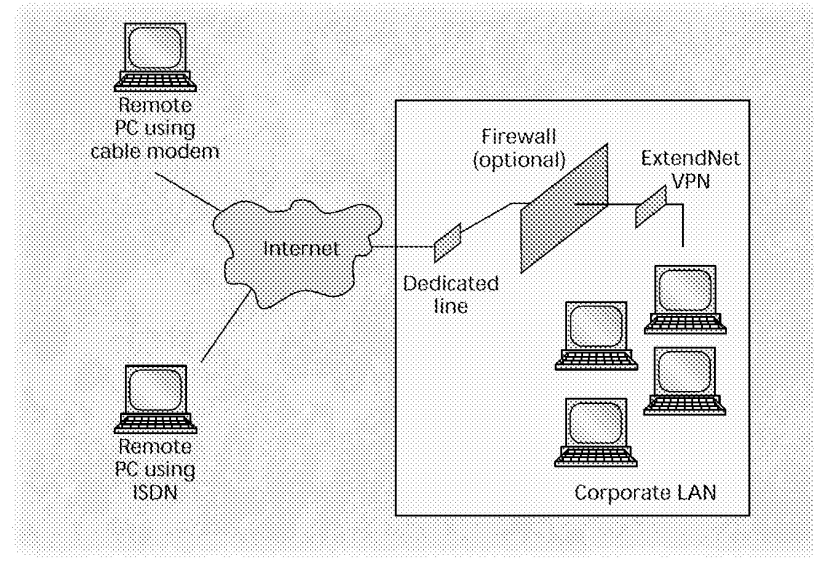 Remote
PC using
cable modem
Firewall
(optional)
ExtendNet
VPN
Internet
Dedicated
line
Remote
PC using
ISDN
Corporate LAN